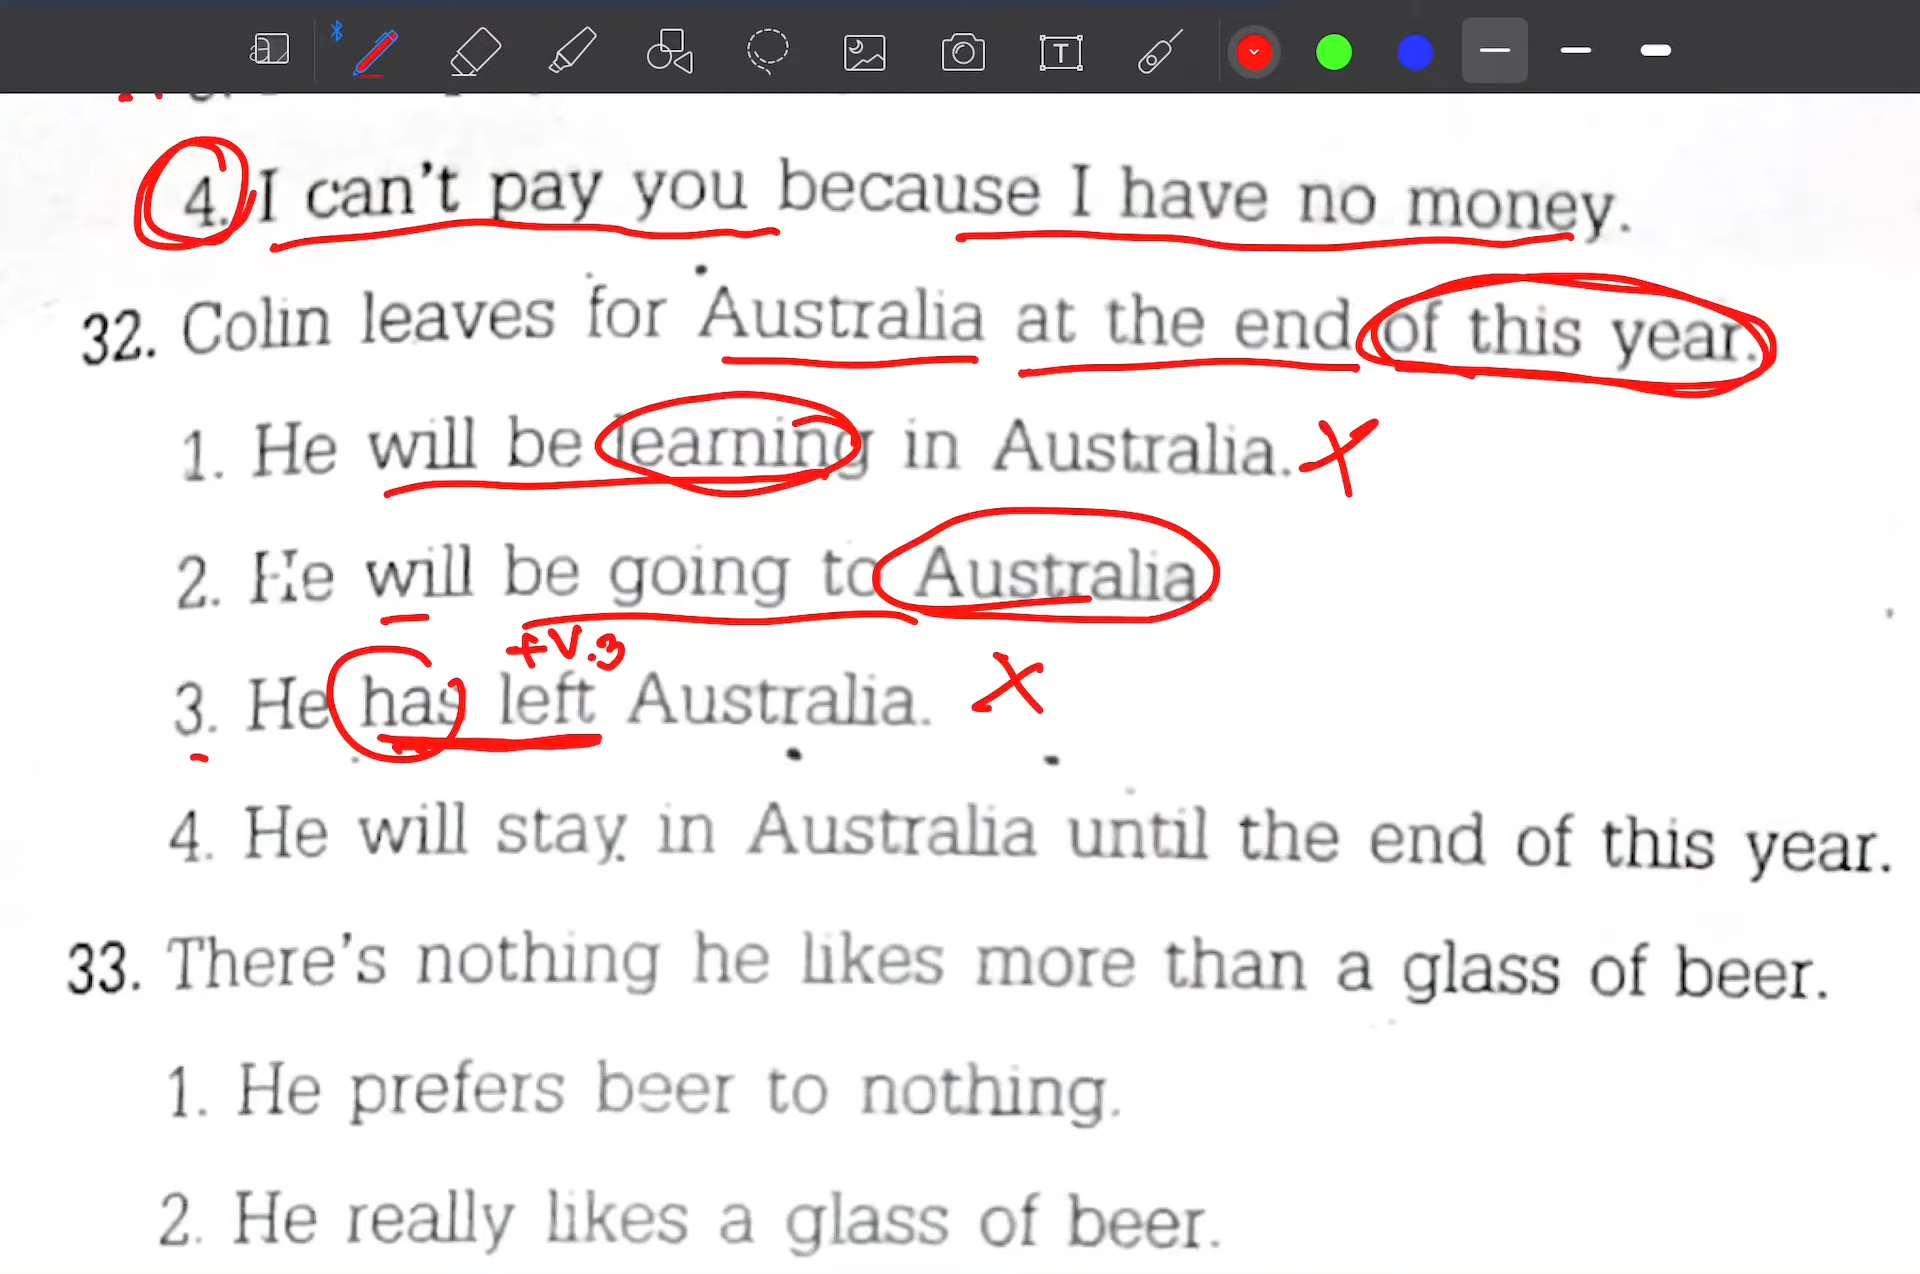 4. I can't pay you because I have no money.
32. Colin leaves for Australia at the end of this year.
1. He will be learning in Australia. X
2. He will be going to Australia.
+V.3
3. He has left Australia. X
4. He will stay in Australia until the end of this year.
33. There's nothing he likes more than a glass of beer.
1. He prefers beer to nothing.
2. He really likes a glass of beer.